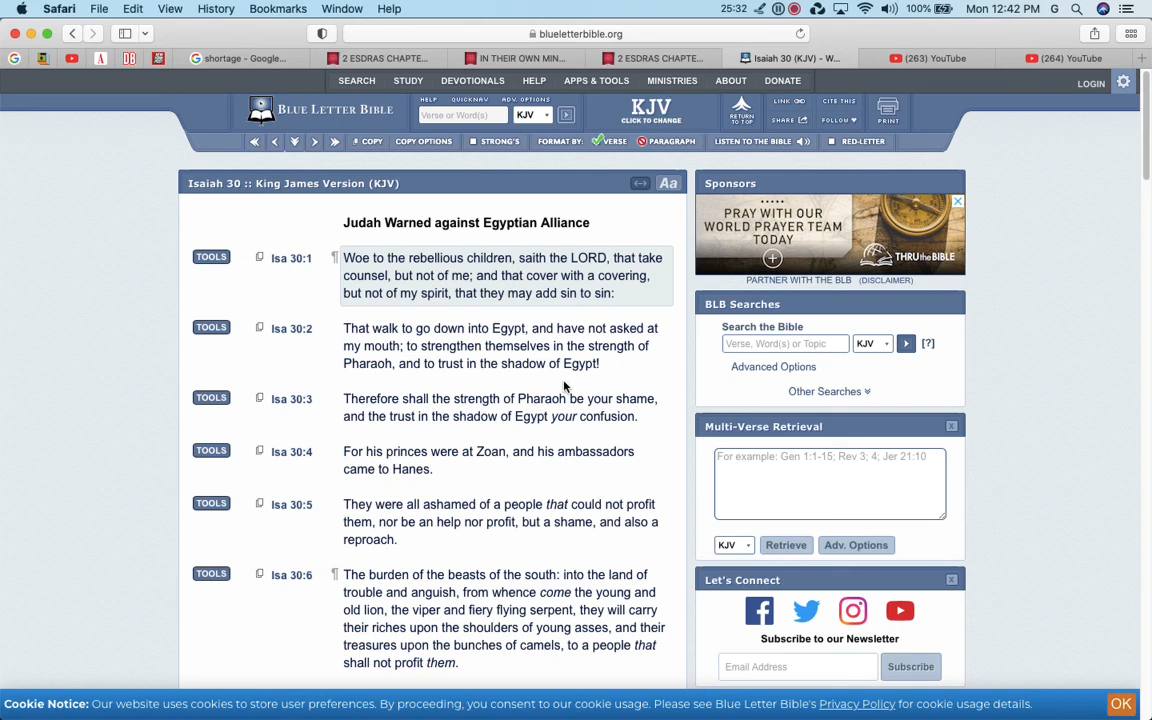 Safari File Edit View History Bookmarks Window Help 25:32 100% Mon 12:42 PM G
blueletterbible.org
shortage - Google... 2 ESDRAS CHAPTE... IN THEIR OWN MIN... 2 ESDRAS CHAPTE... Isaiah 30 (KJV) - W... (263) YouTube (264) YouTube
SEARCH STUDY DEVOTIONALS HELP APPS & TOOLS MINISTRIES ABOUT DONATE LOGIN
BLUE LETTER BIBLE
HELP QUICKNAV ADV. OPTIONS
Verse or Word(s) KJV
KJV
CLICK TO CHANGE
RETURN TO TOP
LINK CITE THIS
SHARE FOLLOW
PRINT
COPY COPY OPTIONS STRONG'S FORMAT BY: VERSE PARAGRAPH LISTEN TO THE BIBLE RED-LETTER
Isaiah 30 :: King James Version (KJV) Aa
Judah Warned against Egyptian Alliance
TOOLS Isa 30:1 ¶ Woe to the rebellious children, saith the LORD, that take
counsel, but not of me; and that cover with a covering,
but not of my spirit, that they may add sin to sin:
TOOLS Isa 30:2 That walk to go down into Egypt, and have not asked at
my mouth; to strengthen themselves in the strength of
Pharaoh, and to trust in the shadow of Egypt!
TOOLS Isa 30:3 Therefore shall the strength of Pharaoh be your shame,
and the trust in the shadow of Egypt your confusion.
TOOLS Isa 30:4 For his princes were at Zoan, and his ambassadors
came to Hanes.
TOOLS Isa 30:5 They were all ashamed of a people that could not profit
them, nor be an help nor profit, but a shame, and also a
reproach.
TOOLS Isa 30:6 ¶ The burden of the beasts of the south: into the land of
trouble and anguish, from whence come the young and
old lion, the viper and fiery flying serpent, they will carry
their riches upon the shoulders of young asses, and their
treasures upon the bunches of camels, to a people that
shall not profit them.
Sponsors
PRAY WITH OUR
WORLD PRAYER TEAM
TODAY
THRU the BIBLE
PARTNER WITH THE BLB (DISCLAIMER)
BLB Searches
Search the Bible
Verse, Word(s) or Topic KJV [?]
Advanced Options
Other Searches
Multi-Verse Retrieval
For example: Gen 1:1-15; Rev 3; 4; Jer 21:10
KJV Retrieve Adv. Options
Let's Connect
Subscribe to our Newsletter
Email Address Subscribe
Cookie Notice: Our website uses cookies to store user preferences. By proceeding, you consent to our cookie usage. Please see Blue Letter Bible's Privacy Policy for cookie usage details. OK